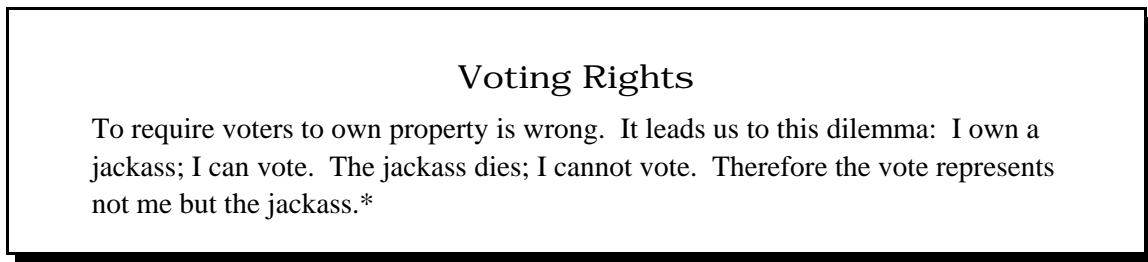 Voting Rights
To require voters to own property is wrong.  It leads us to this dilemma:  I own a
jackass; I can vote.  The jackass dies; I cannot vote.  Therefore the vote represents
not me but the jackass.*